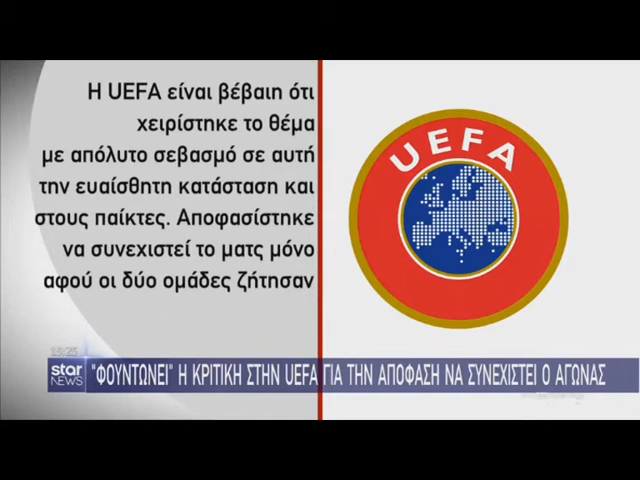 Η UEFA είναι βέβαιη ότι
χειρίστηκε το θέμα
με απόλυτο σεβασμό σε αυτή
την ευαίσθητη κατάσταση και
στους παίκτες. Αποφασίστηκε
να συνεχιστεί το ματς μόνο
αφού οι δύο ομάδες ζήτησαν
UEFA
15:25
star
NEWS
"ΦΟΥΝΤΩΝΕΙ" Η ΚΡΙΤΙΚΗ ΣΤΗΝ UEFA ΓΙΑ ΤΗΝ ΑΠΟΦΑΣΗ ΝΑ ΣΥΝΕΧΙΣΤΕΙ Ο ΑΓΩΝΑΣ